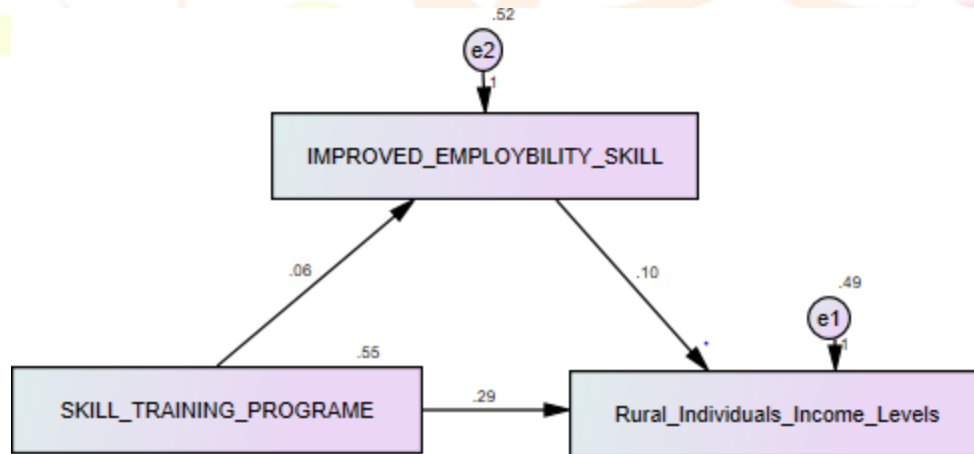 .52
e2
1
IMPROVED_EMPLOYBILITY_SKILL
.06
.10
.49
e1
1
.55
SKILL_TRAINING_PROGRAME
.29
Rural_Individuals_Income_Levels